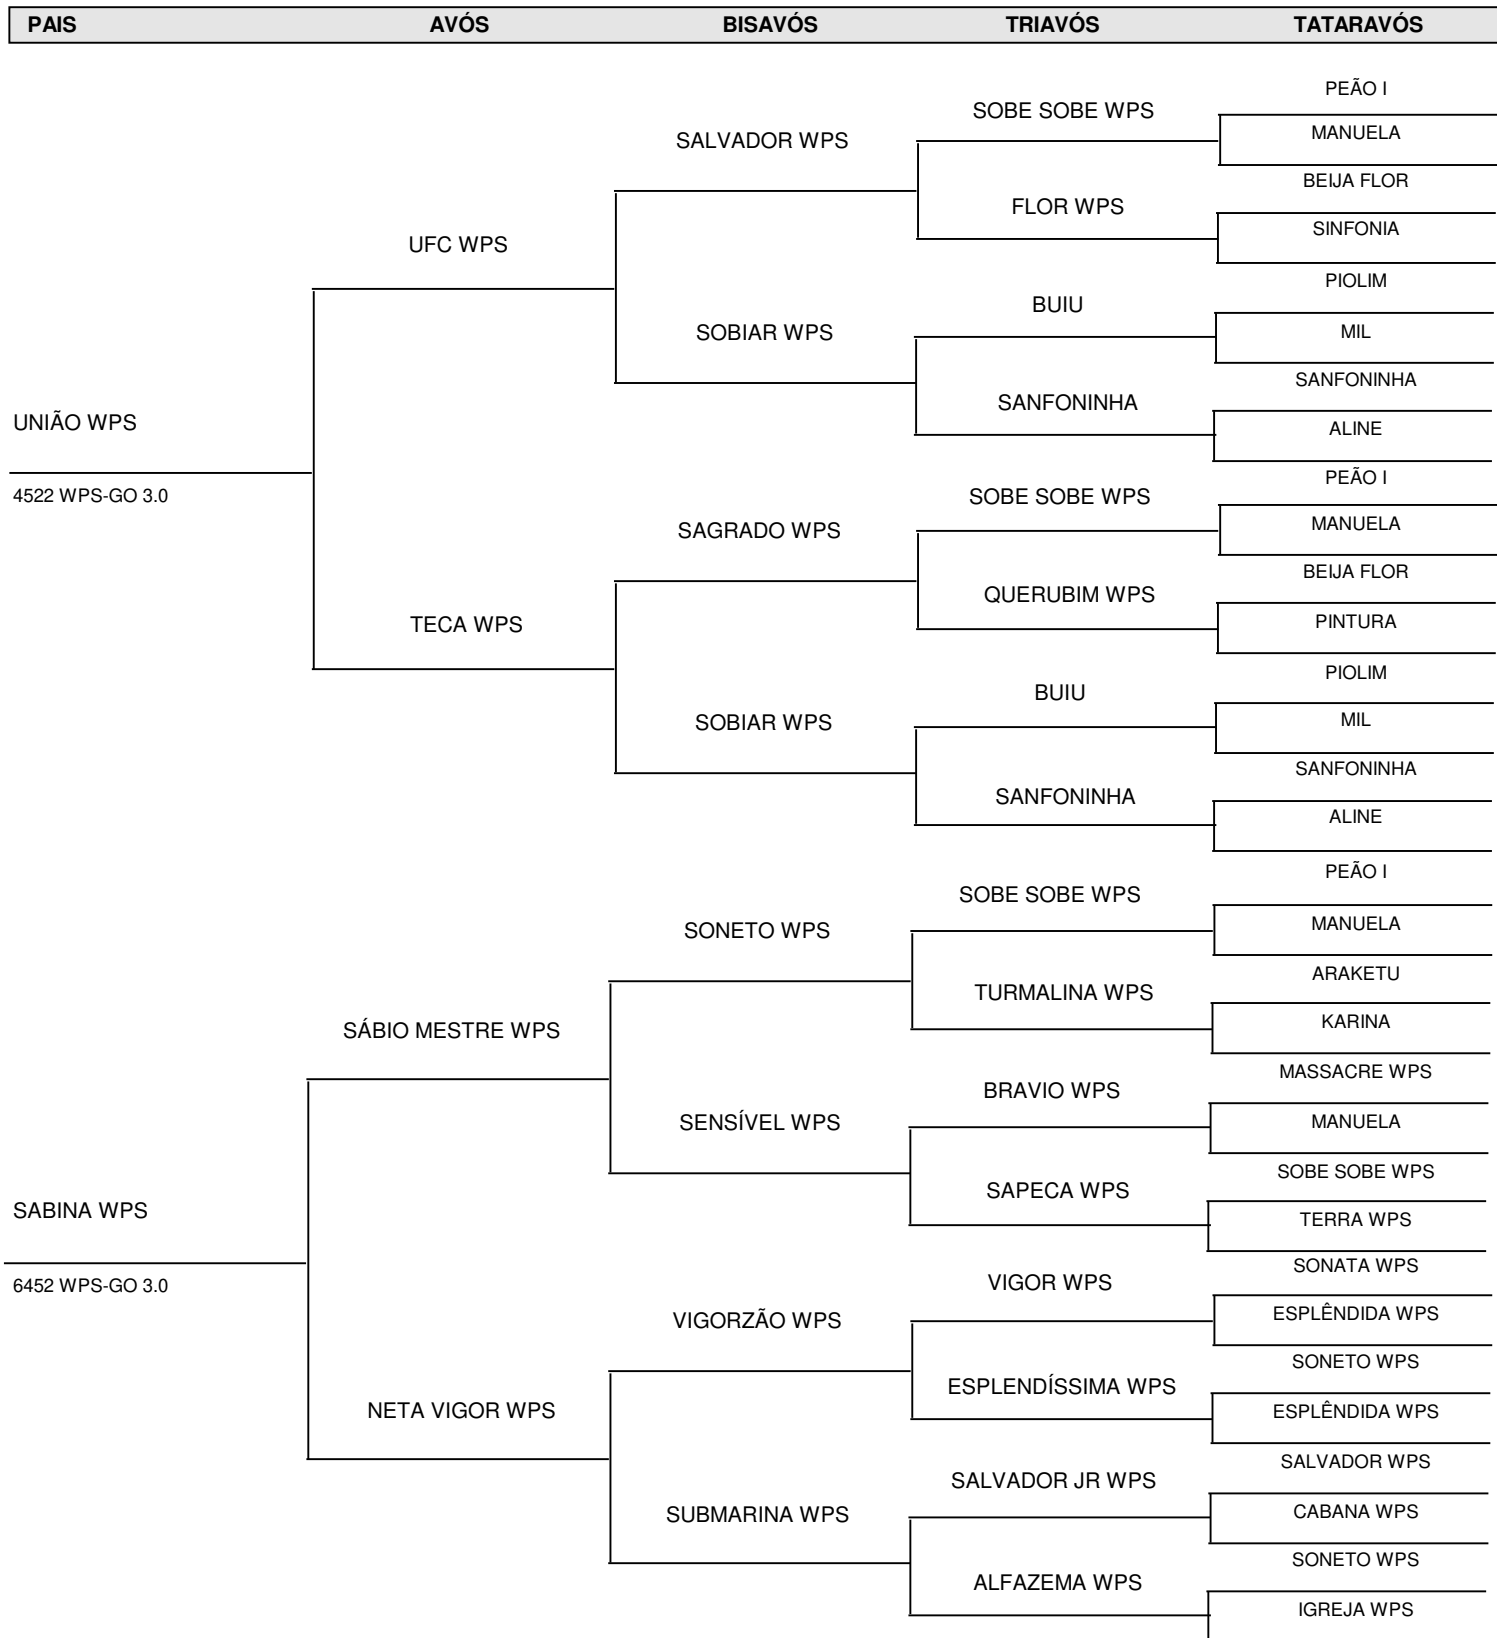 PAIS AVÓS BISAVÓS TRIAVÓS TATARAVÓS
PEÃO I
SOBE SOBE WPS
MANUELA
SALVADOR WPS
BEIJA FLOR
FLOR WPS
SINFONIA
UFC WPS
PIOLIM
BUIU
MIL
SOBIAR WPS
SANFONINHA
SANFONINHA
ALINE
UNIÃO WPS
4522 WPS-GO 3.0
PEÃO I
SOBE SOBE WPS
MANUELA
SAGRADO WPS
BEIJA FLOR
QUERUBIM WPS
PINTURA
TECA WPS
PIOLIM
BUIU
MIL
SOBIAR WPS
SANFONINHA
SANFONINHA
ALINE
PEÃO I
SOBE SOBE WPS
MANUELA
SONETO WPS
ARAKETU
TURMALINA WPS
KARINA
SÁBIO MESTRE WPS
MASSACRE WPS
BRAVIO WPS
MANUELA
SENSÍVEL WPS
SOBE SOBE WPS
SAPECA WPS
TERRA WPS
SABINA WPS
6452 WPS-GO 3.0
SONATA WPS
VIGOR WPS
ESPLÊNDIDA WPS
VIGORZÃO WPS
SONETO WPS
ESPLENDÍSSIMA WPS
ESPLÊNDIDA WPS
NETA VIGOR WPS
SALVADOR WPS
SALVADOR JR WPS
CABANA WPS
SUBMARINA WPS
SONETO WPS
ALFAZEMA WPS
IGREJA WPS